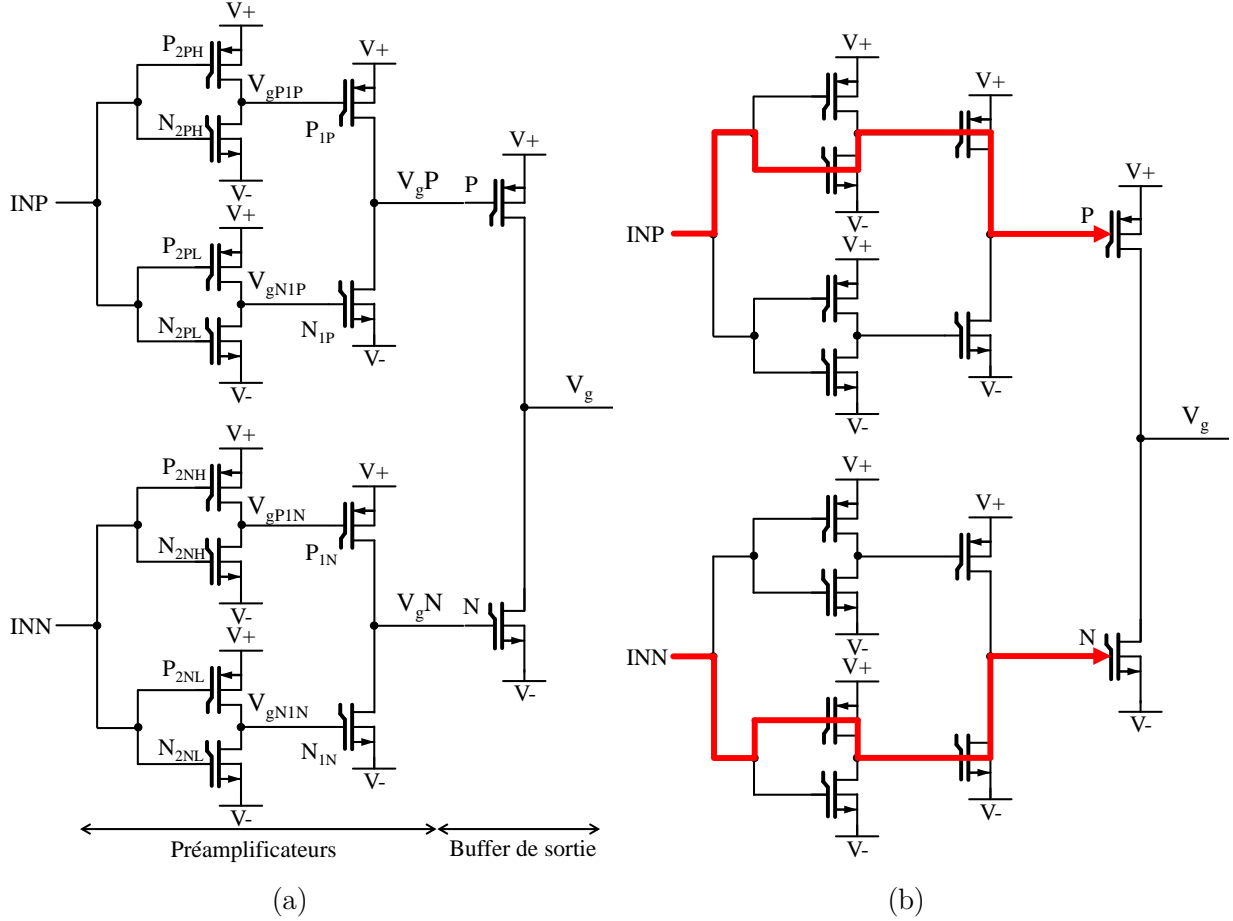 V+
P2PH
VgP1P
V+
N2PH
P1P
V+
V-
VgP
P
INP
V+
P2PL
VgN1P
N2PL
N1P
V-
V-
Vg
V+
P2NH
VgP1N
V+
N2NH
P1N
V-
VgN
N
INN
V+
P2NL
VgN1N
V-
N2NL
N1N
V-
V-
Préamplificateurs
Buffer de sortie
(a)
V+
V+
V+
V-
P
INP
V+
V-
V-
Vg
V+
V+
V-
N
INN
V+
V-
V-
V-
(b)